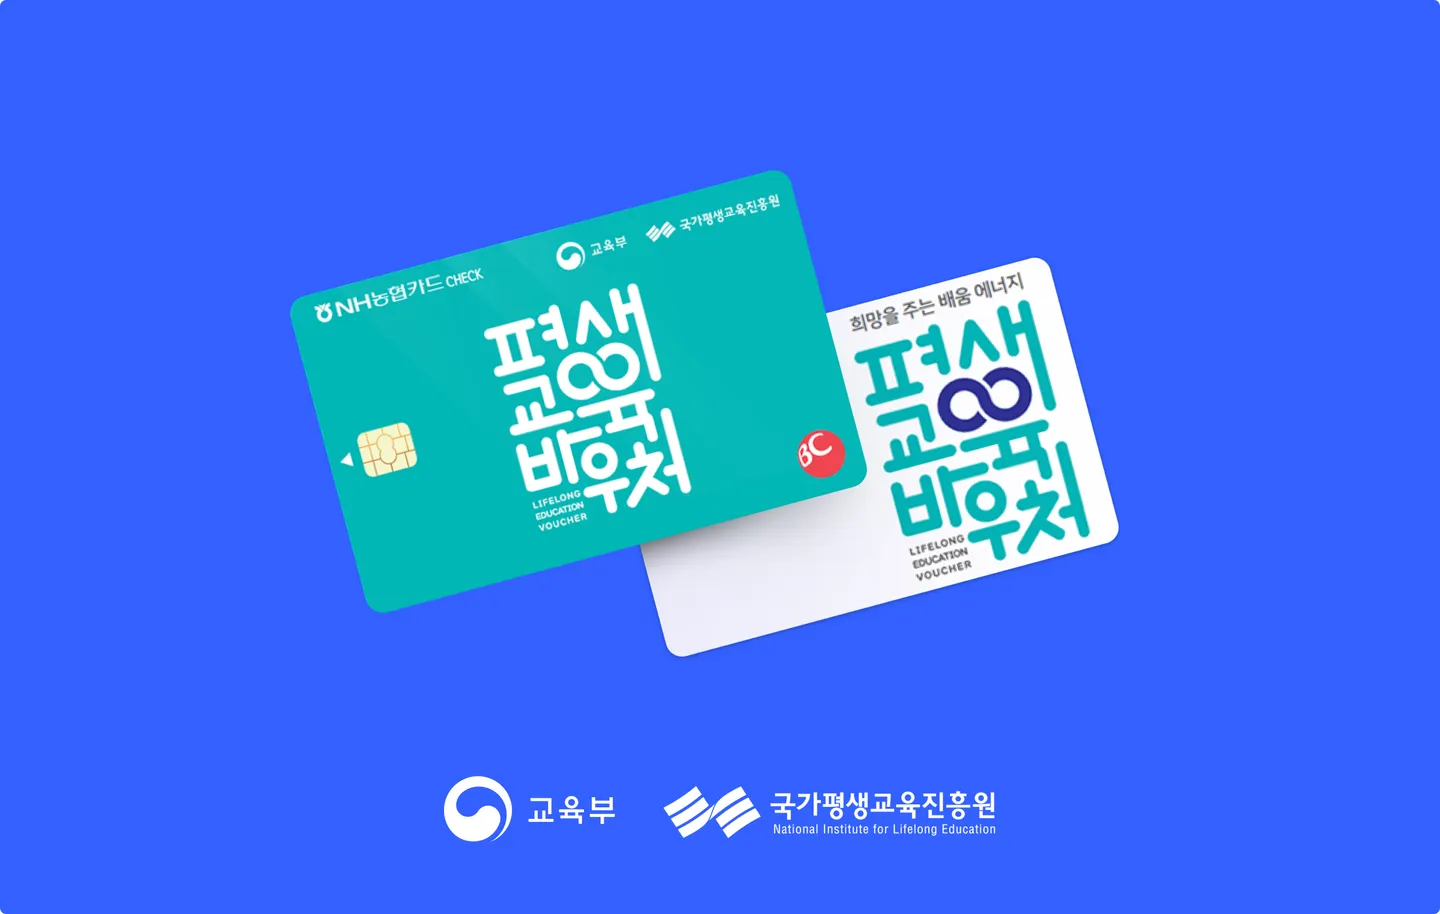 NH농협카드 CHECK
교육부
국가평생교육진흥원
평생
교육
바우처
LIFELONG
EDUCATION
VOUCHER
BC
희망을 주는 배움 에너지
평생
교육
바우처
LIFELONG
EDUCATION
VOUCHER
교육부
국가평생교육진흥원
National Institute for Lifelong Education